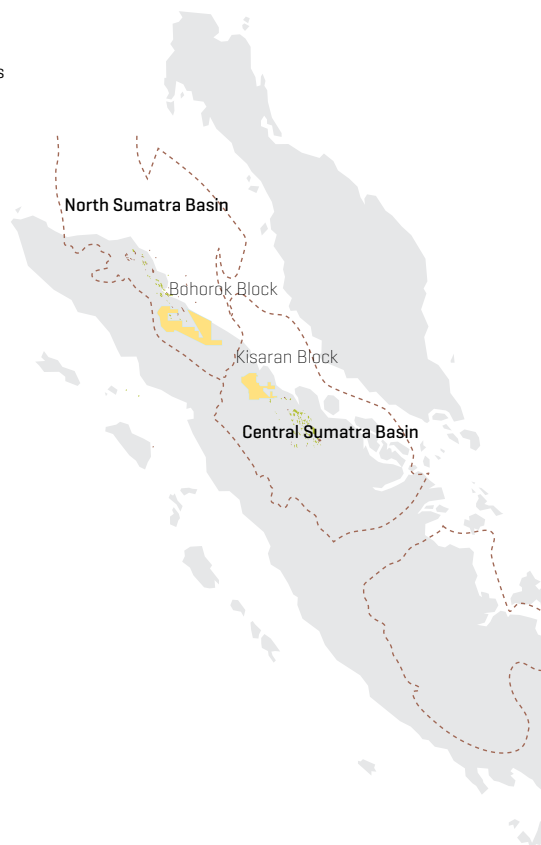 s
North Sumatra Basin
Bohorok Block
Kisaran Block
Central Sumatra Basin